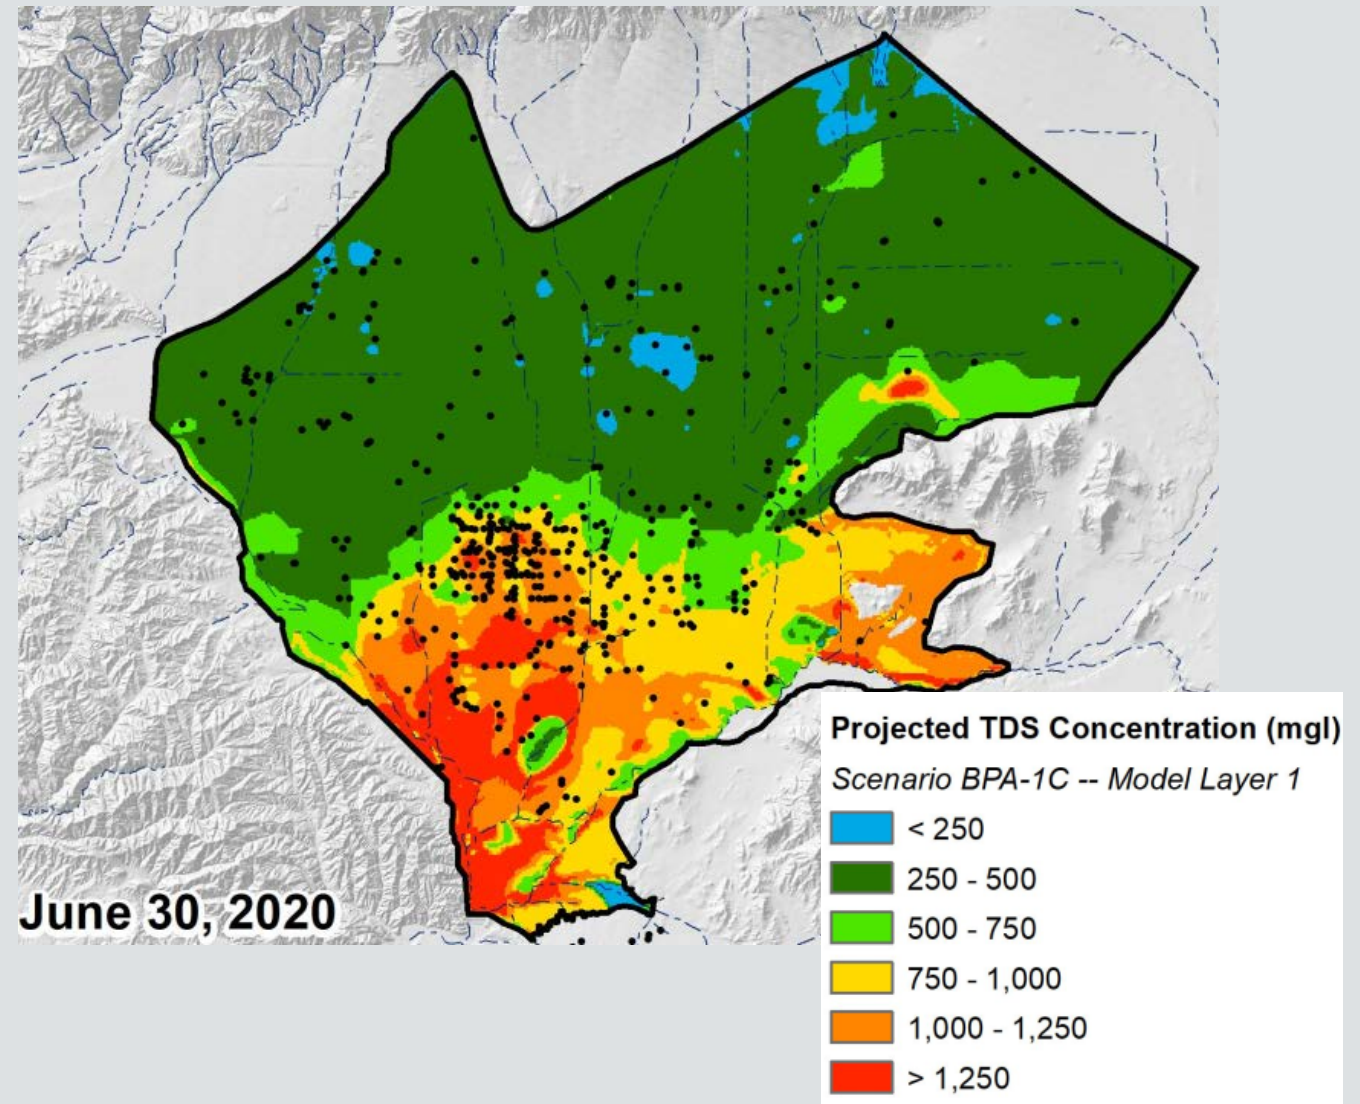 June 30, 2020
Projected TDS Concentration (mgl)
Scenario BPA-1C -- Model Layer 1
< 250
250 - 500
500 - 750
750 - 1,000
1,000 - 1,250
> 1,250